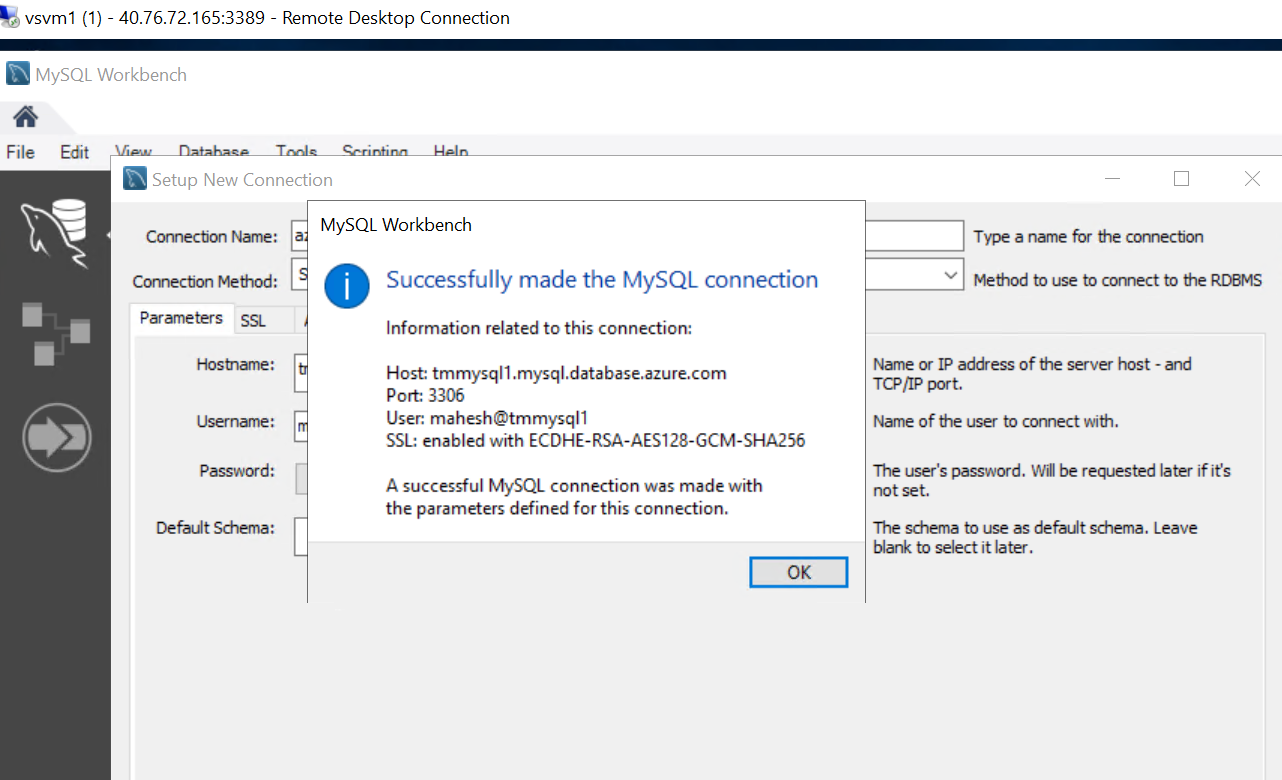 vsvm1 (1) - 40.76.72.165:3389 - Remote Desktop Connection
MySQL Workbench
File Edit View Database Tools Scripting Help
Setup New Connection
MySQL Workbench
Connection Name: az
Type a name for the connection
Connection Method: S
Method to use to connect to the RDBMS
Successfully made the MySQL connection
Information related to this connection:
Host: tmmysql1.mysql.database.azure.com
Port: 3306
User: mahesh@tmmysql1
SSL: enabled with ECDHE-RSA-AES128-GCM-SHA256
A successful MySQL connection was made with
the parameters defined for this connection.
OK
Parameters SSL
Hostname:
Name or IP address of the server host - and
TCP/IP port.
Username: m
Name of the user to connect with.
Password:
The user's password. Will be requested later if it's
not set.
Default Schema:
The schema to use as default schema. Leave
blank to select it later.